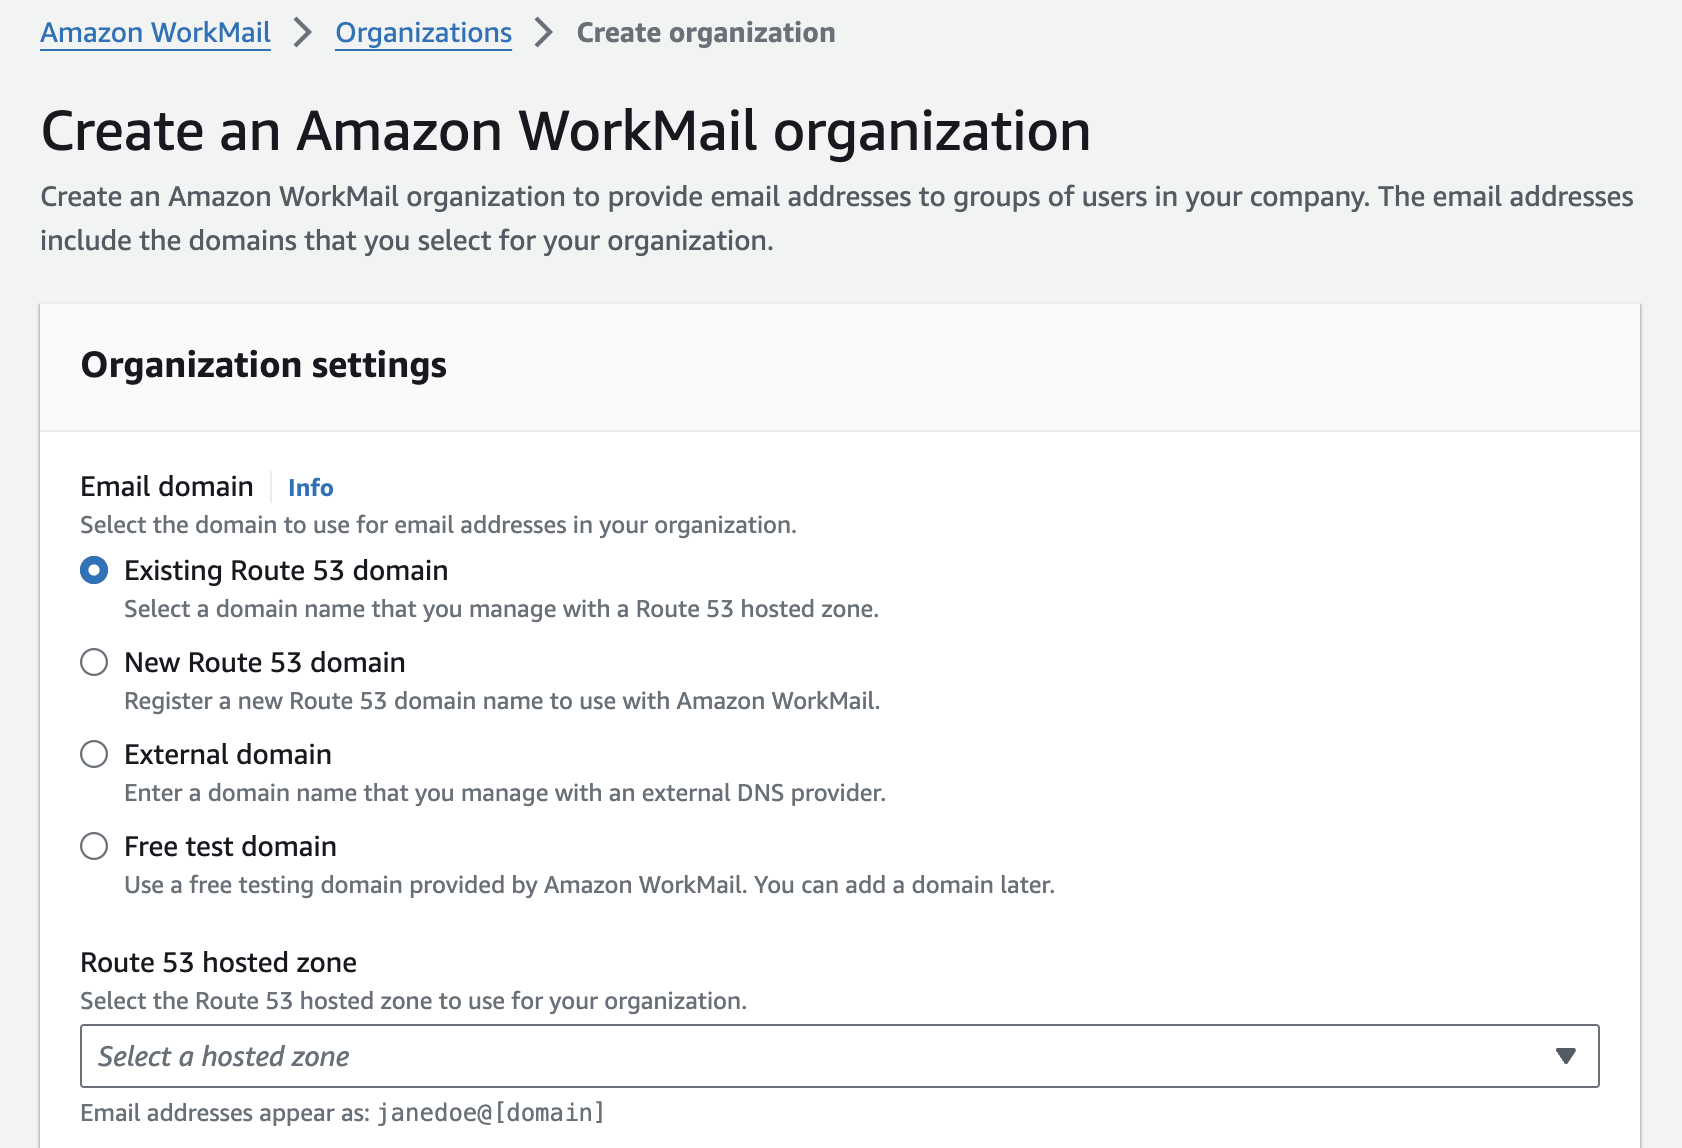 Amazon WorkMail > Organizations > Create organization
Create an Amazon WorkMail organization
Create an Amazon WorkMail organization to provide email addresses to groups of users in your company. The email addresses
include the domains that you select for your organization.
Organization settings
Email domain | Info
Select the domain to use for email addresses in your organization.
Existing Route 53 domain
Select a domain name that you manage with a Route 53 hosted zone.
New Route 53 domain
Register a new Route 53 domain name to use with Amazon WorkMail.
External domain
Enter a domain name that you manage with an external DNS provider.
Free test domain
Use a free testing domain provided by Amazon WorkMail. You can add a domain later.
Route 53 hosted zone
Select the Route 53 hosted zone to use for your organization.
Select a hosted zone
Email addresses appear as: janedoe@[domain]